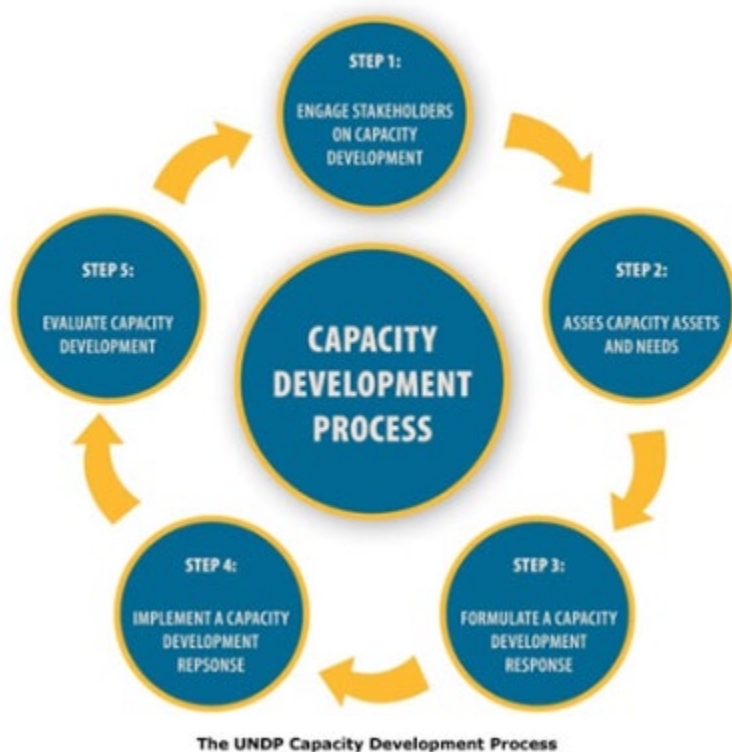 STEP 1:
ENGAGE STAKEHOLDERS
ON CAPACITY
DEVELOPMENT
STEP 2:
ASSES CAPACITY ASSETS
AND NEEDS
STEP 3:
FORMULATE A CAPACITY
DEVELOPMENT
RESPONSE
STEP 4:
IMPLEMENT A CAPACITY
DEVELOPMENT
REPSONSE
STEP 5:
EVALUATE CAPACITY
DEVELOPMENT
CAPACITY
DEVELOPMENT
PROCESS
The UNDP Capacity Development Process